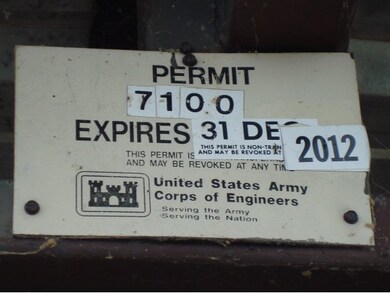 PERMIT
7100
EXPIRES 31 DEC 2012
THIS PERMIT IS NON-TRAN
AND MAY BE REVOKED AT
THIS PERMIT IS
AND MAY BE REVOKED AT ANY TIM
United States Army
Corps of Engineers
Serving the Army
Serving the Nation